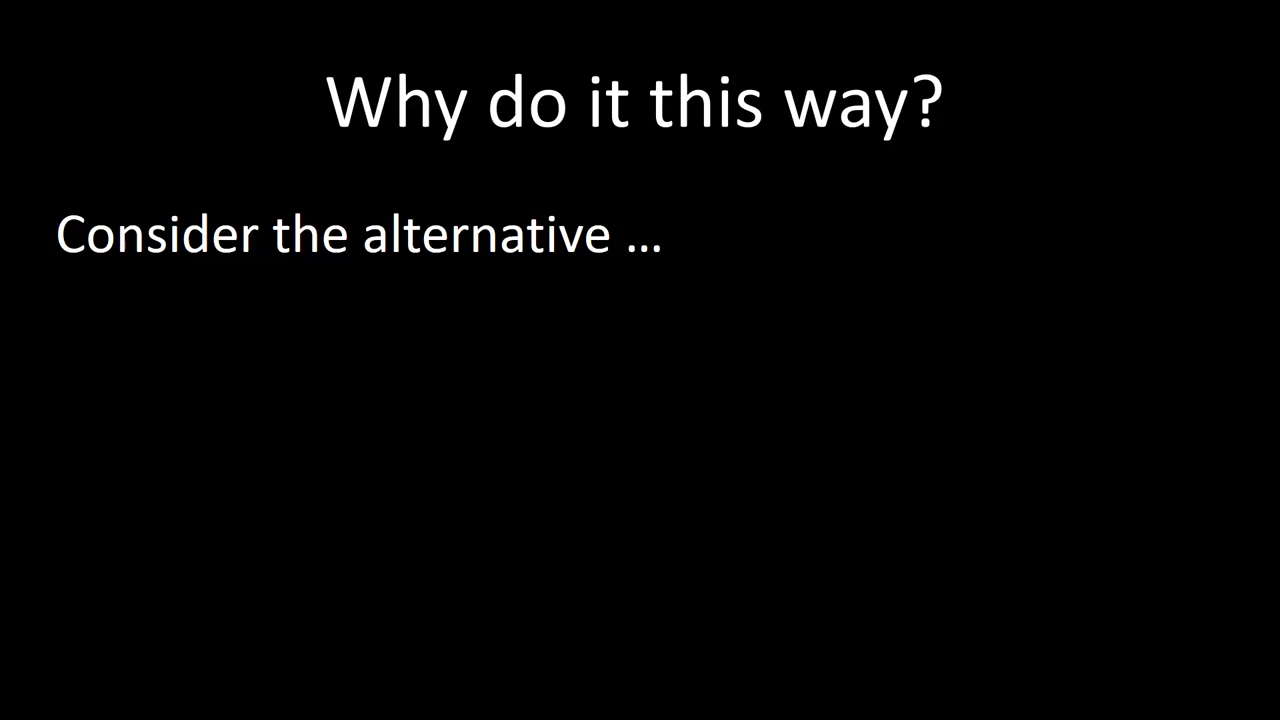 Why do it this way?
Consider the alternative …